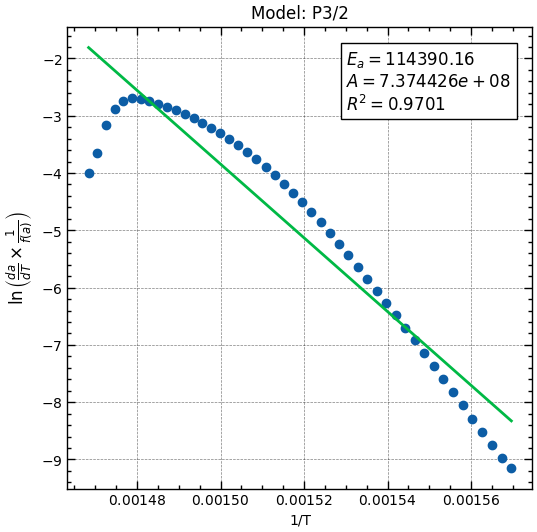 Model: P3/2
E_a = 114390.16
A = 7.374426e + 08
R^2 = 0.9701
ln (da/dT × 1/f(a))
−2
−3
−4
−5
−6
−7
−8
−9
0.00148 0.00150 0.00152 0.00154 0.00156
1/T